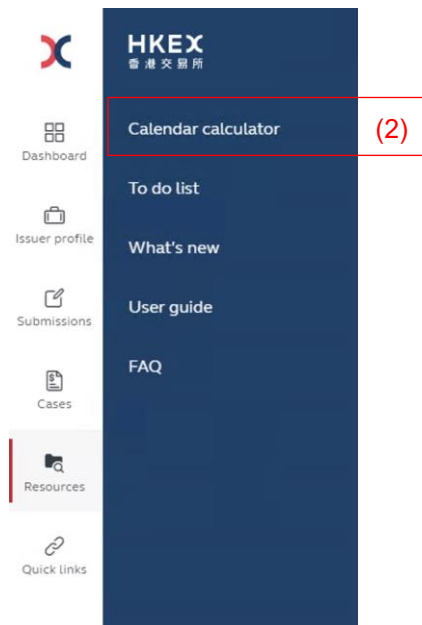 HKEX
香港交易所
Dashboard
Issuer profile
Submissions
Cases
Resources
Quick links
Calendar calculator
(2)
To do list
What's new
User guide
FAQ